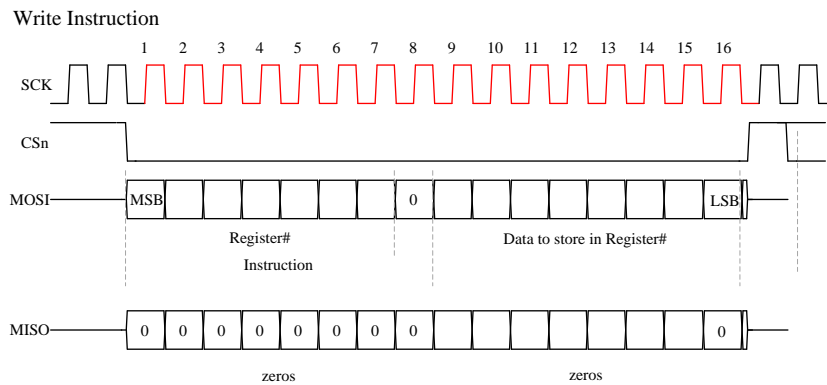 Write Instruction
1 2 3 4 5 6 7 8 9 10 11 12 13 14 15 16
SCK
CSn
MOSI MSB 0 LSB
Register# Data to store in Register#
Instruction
MISO 0 0 0 0 0 0 0 0 0
zeros zeros